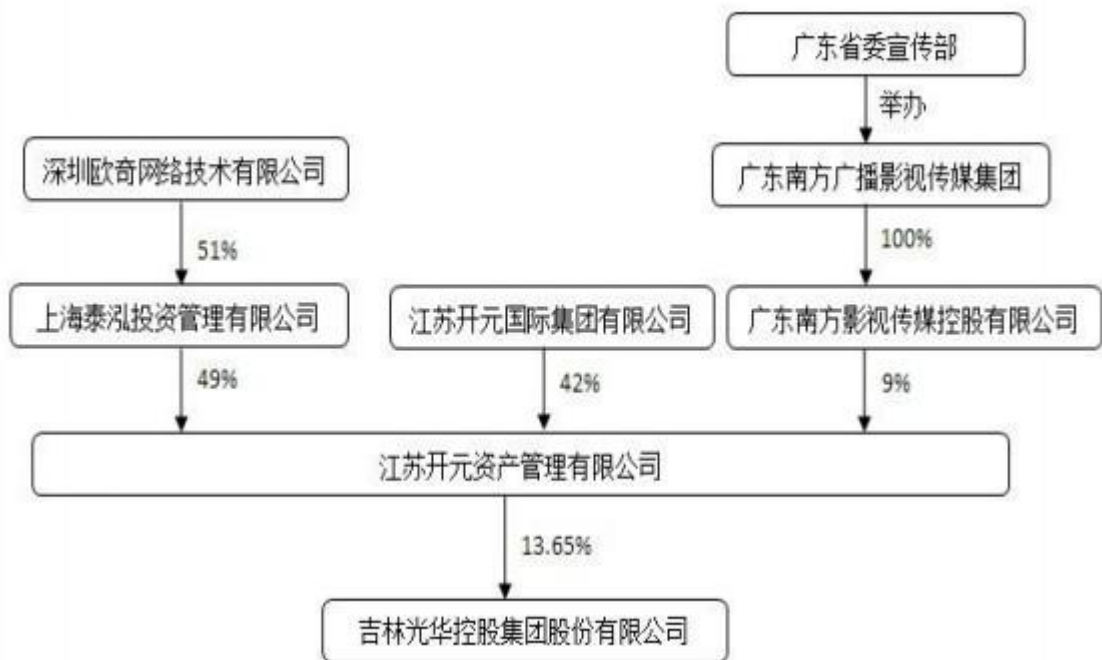 广东省委宣传部
举办
深圳欧奇网络技术有限公司
广东南方广播影视传媒集团
51%
100%
上海泰泓投资管理有限公司
江苏开元国际集团有限公司
广东南方影视传媒控股有限公司
49%
42%
9%
江苏开元资产管理有限公司
13.65%
吉林光华控股集团股份有限公司